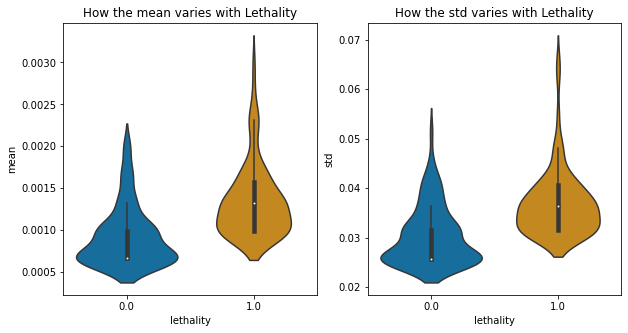 How the mean varies with Lethality
mean
0.0030
0.0025
0.0020
0.0015
0.0010
0.0005
0.0
1.0
lethality
How the std varies with Lethality
std
0.07
0.06
0.05
0.04
0.03
0.02
0.0
1.0
lethality